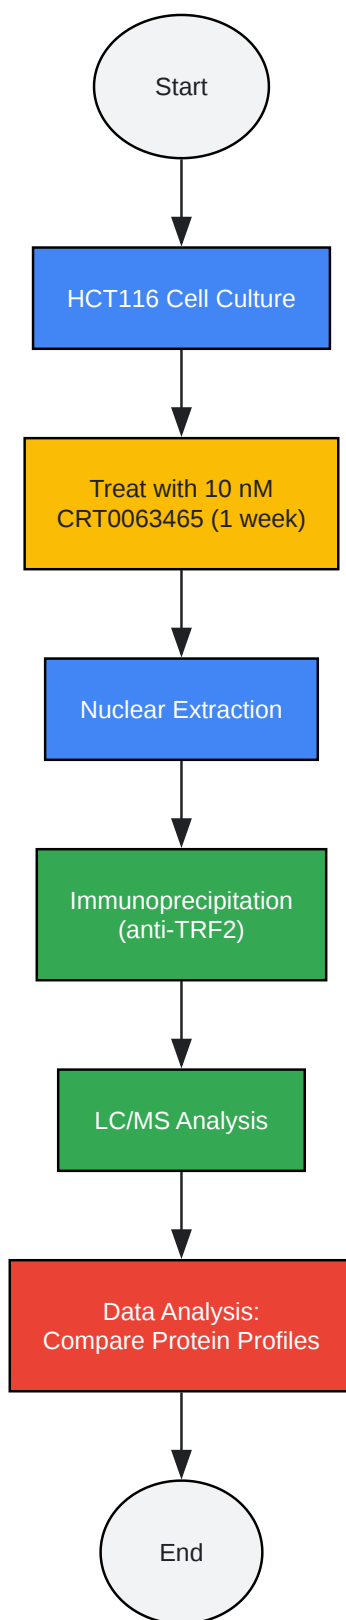 Start
HCT116 Cell Culture
Treat with 10 nM
CRT0063465 (1 week)
Nuclear Extraction
Immunoprecipitation
(anti-TRF2)
LC/MS Analysis
Data Analysis:
Compare Protein Profiles
End